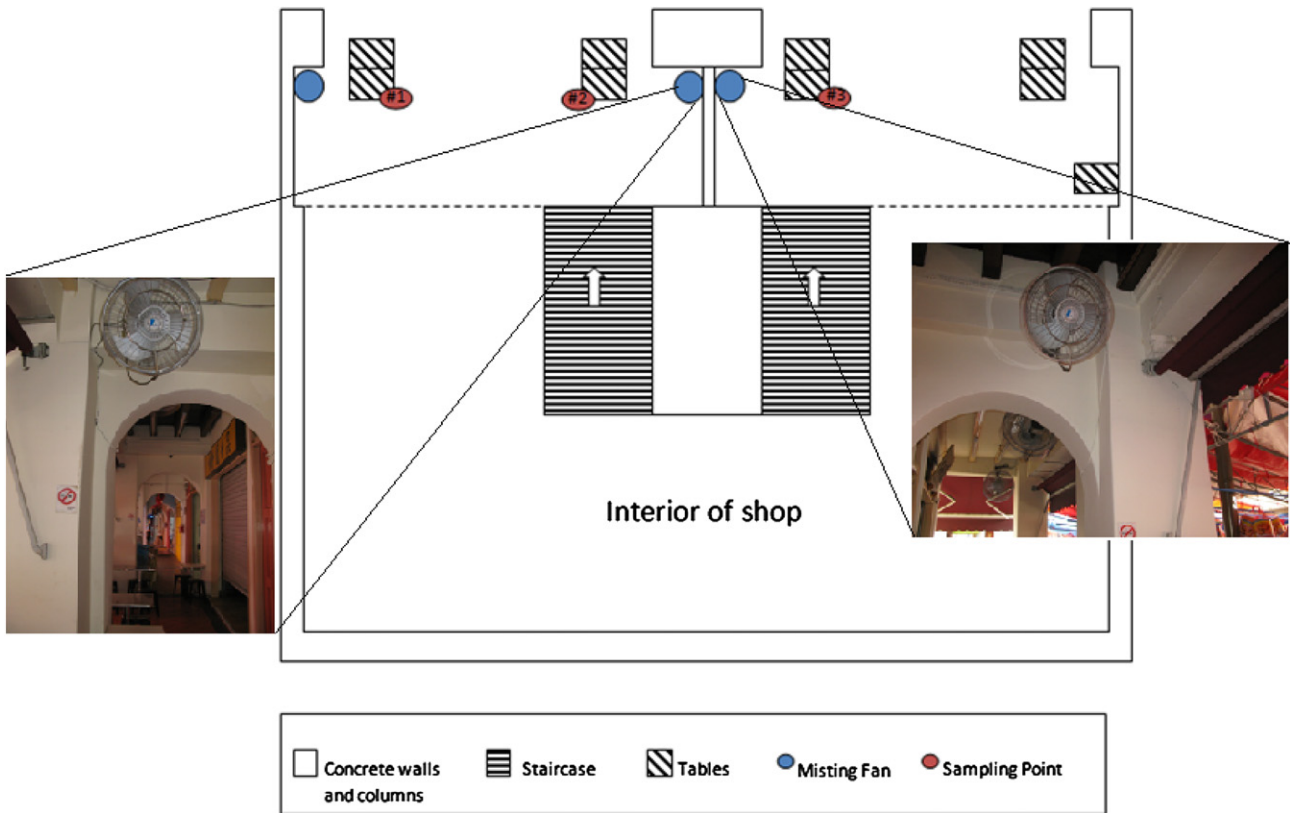 #1
#2
#3
Interior of shop
Concrete walls
and columns
Staircase
Tables
Misting Fan
Sampling Point